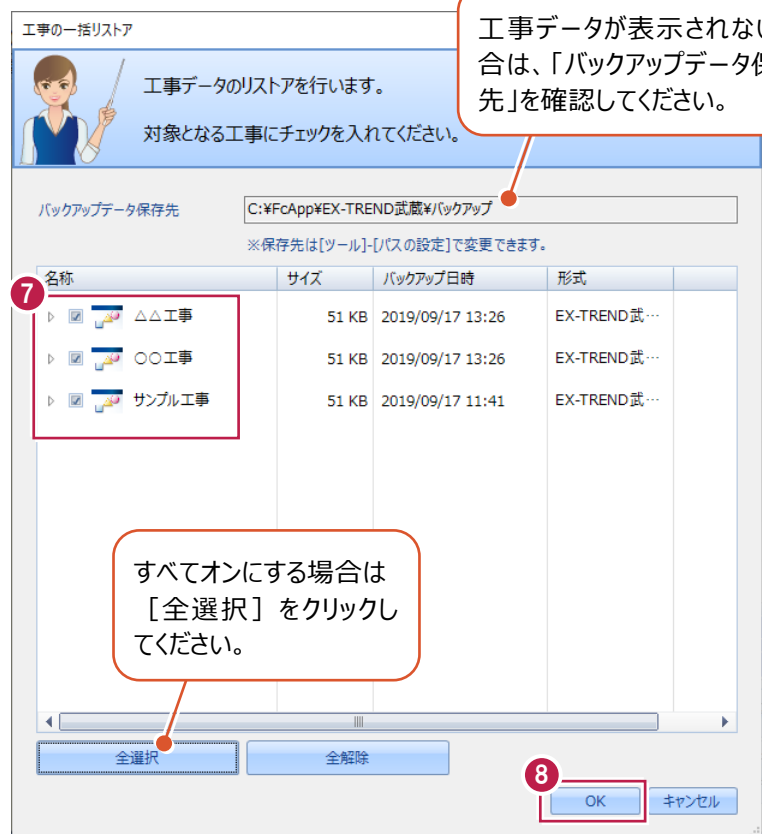 工事の一括リストア
工事データが表示されない
合は、「バックアップデータ保
先」を確認してください。
工事データのリストアを行います。
対象となる工事にチェックを入れてください。
バックアップデータ保存先 C:¥FcApp¥EX-TREND武蔵¥バックアップ
※保存先は[ツール]-[パスの設定]で変更できます。
名称 サイズ バックアップ日時 形式
7
△△工事 51 KB 2019/09/17 13:26 EX-TREND武…
○○工事 51 KB 2019/09/17 13:26 EX-TREND武…
サンプル工事 51 KB 2019/09/17 11:41 EX-TREND武…
すべてオンにする場合は
［全選択］をクリックし
てください。
全選択 全解除
8
OK キャンセル